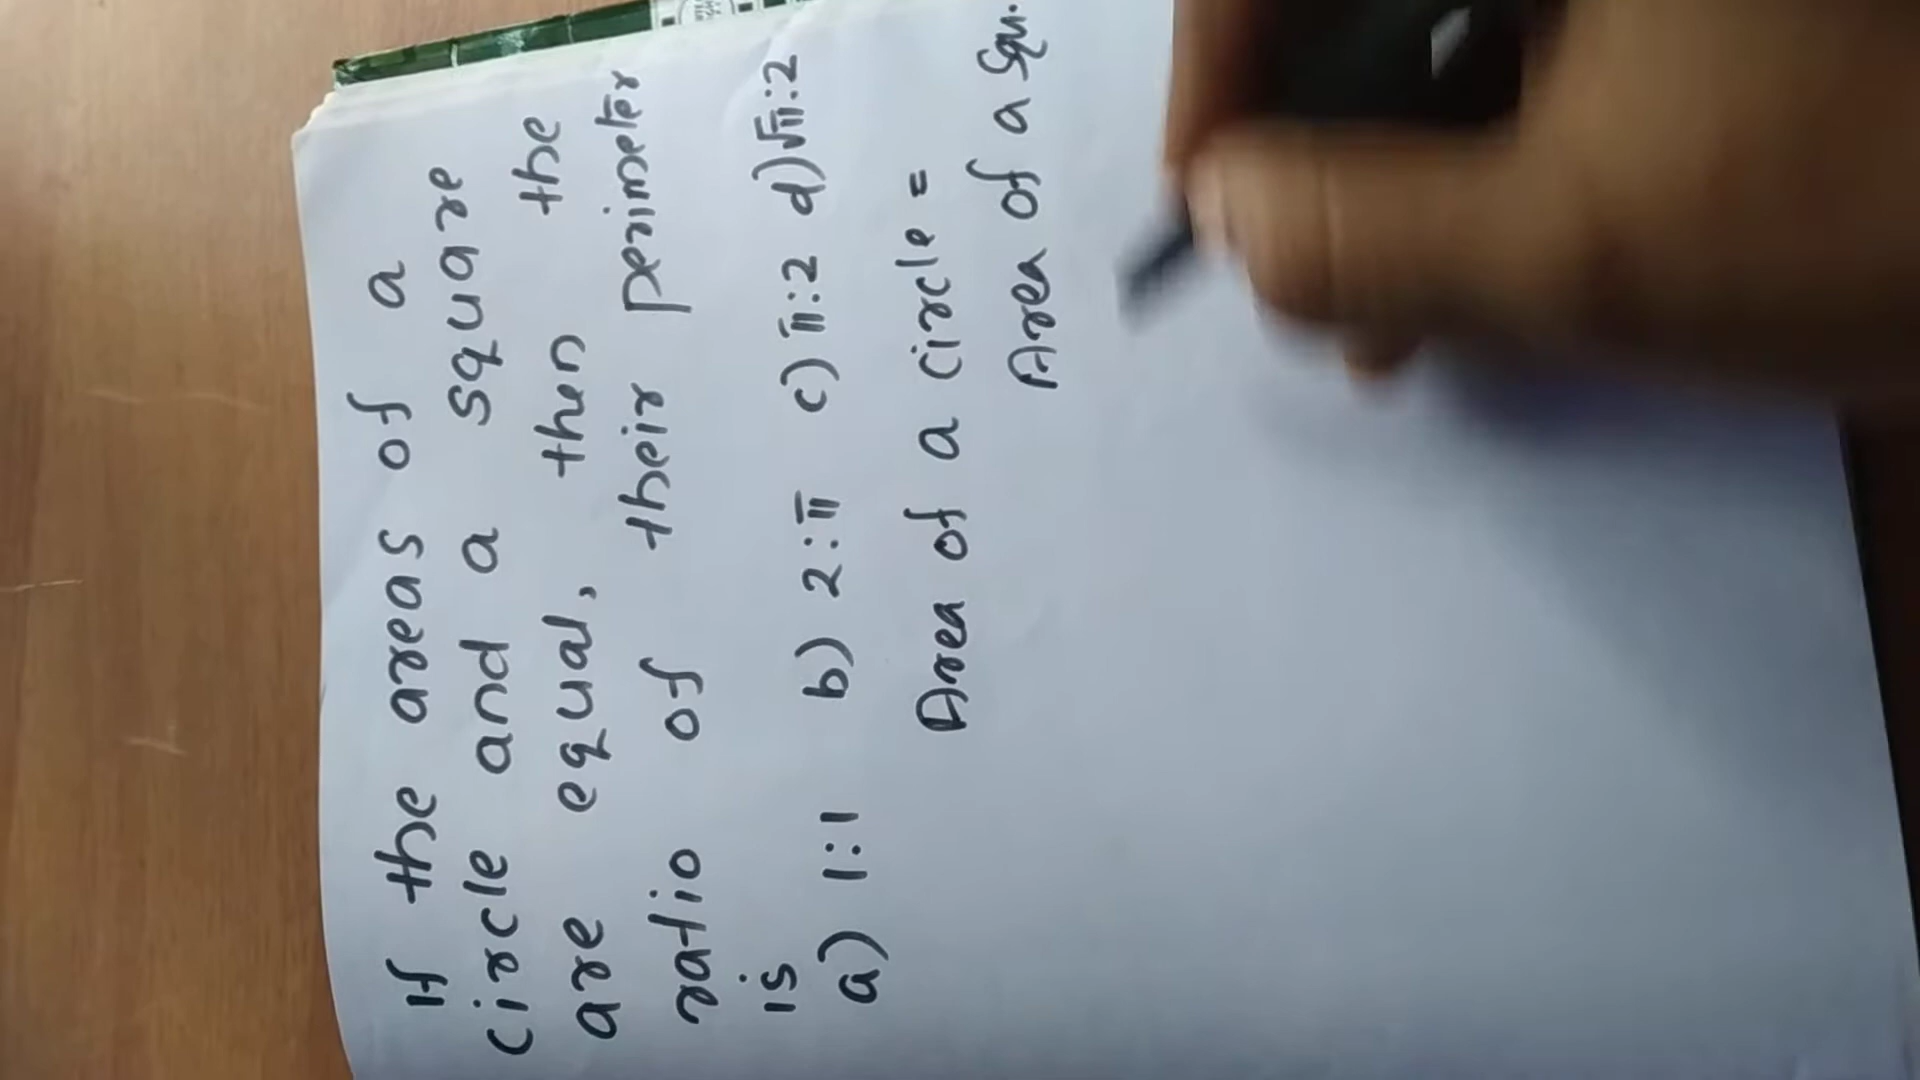 If the areas of a
circle and a square
are equal, then the
ratio of their perimeter
is
a) 1:1 b) 2:π c) π:2 d) √π:2
Area of a circle =
Area of a Squ.